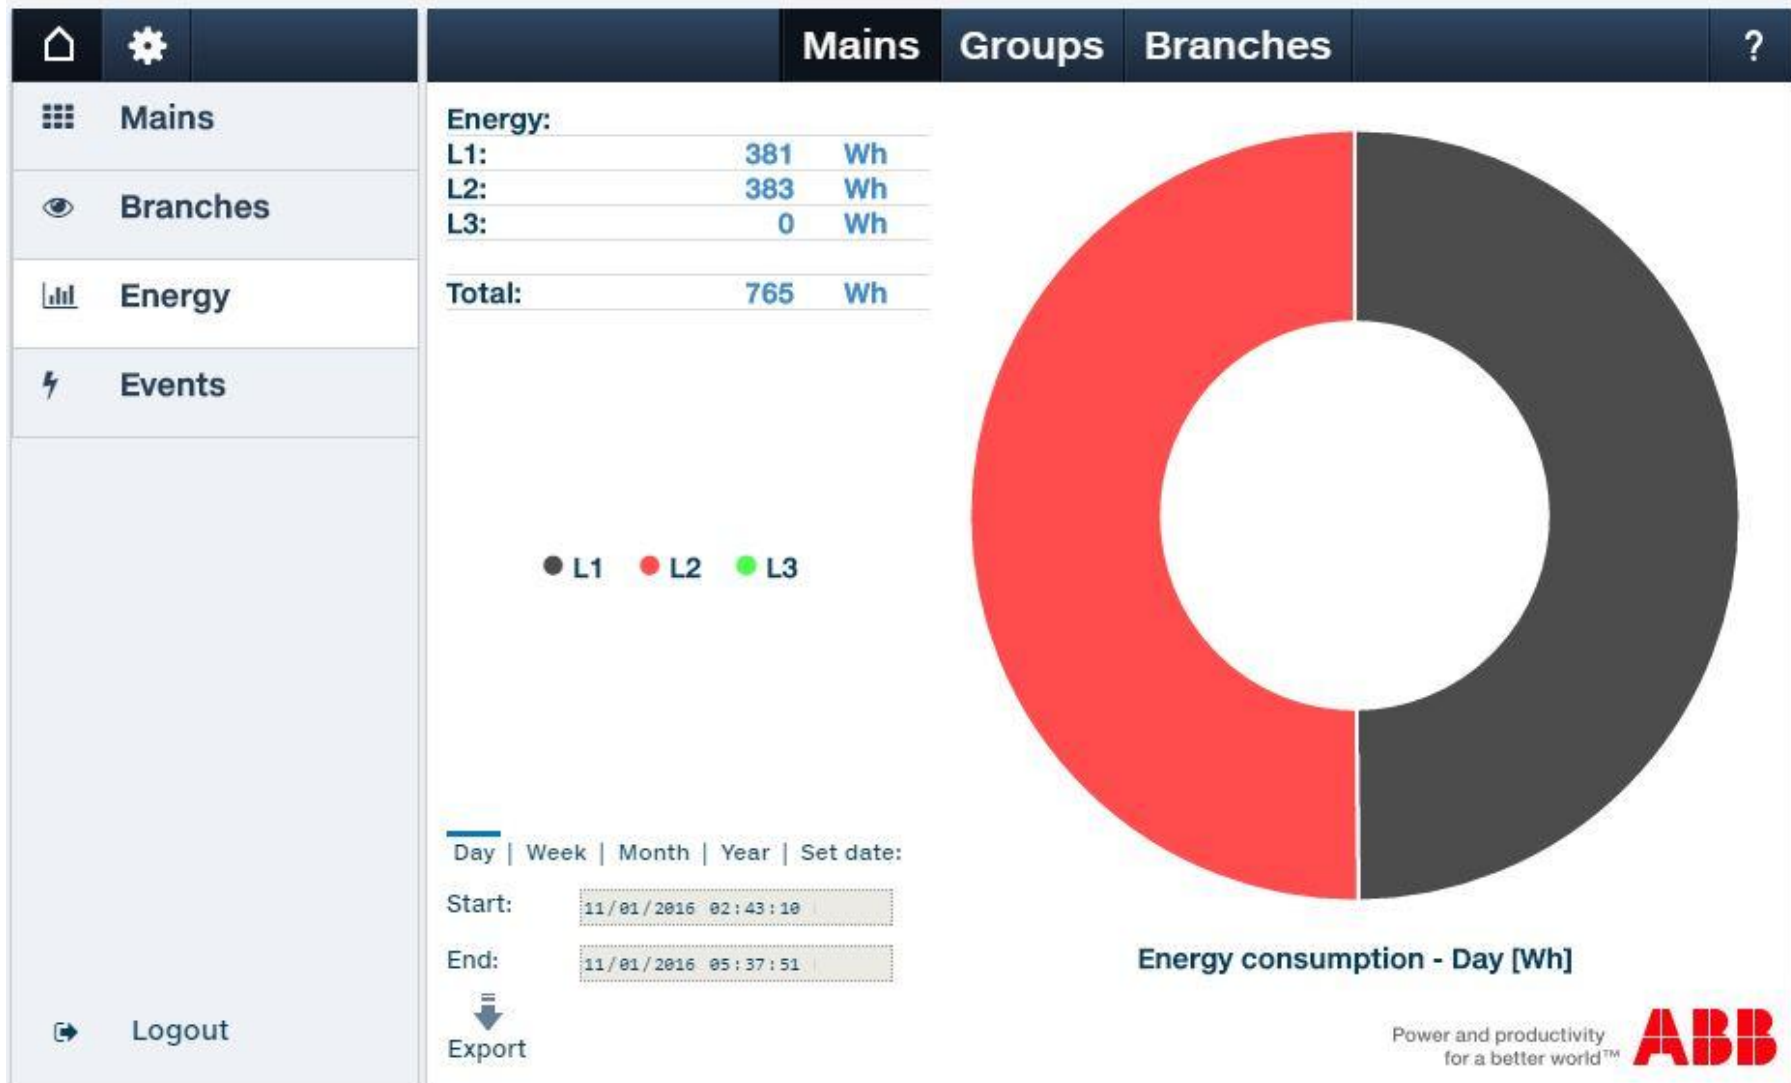 Mains Groups Branches ?
Mains
Branches
Energy
Events
Logout
Energy:
L1: 381 Wh
L2: 383 Wh
L3: 0 Wh
Total: 765 Wh
L1 L2 L3
Day | Week | Month | Year | Set date:
Start: 11/01/2016 02:43:10
End: 11/01/2016 05:37:51
Export
Energy consumption - Day [Wh]
Power and productivity
for a better world™
ABB